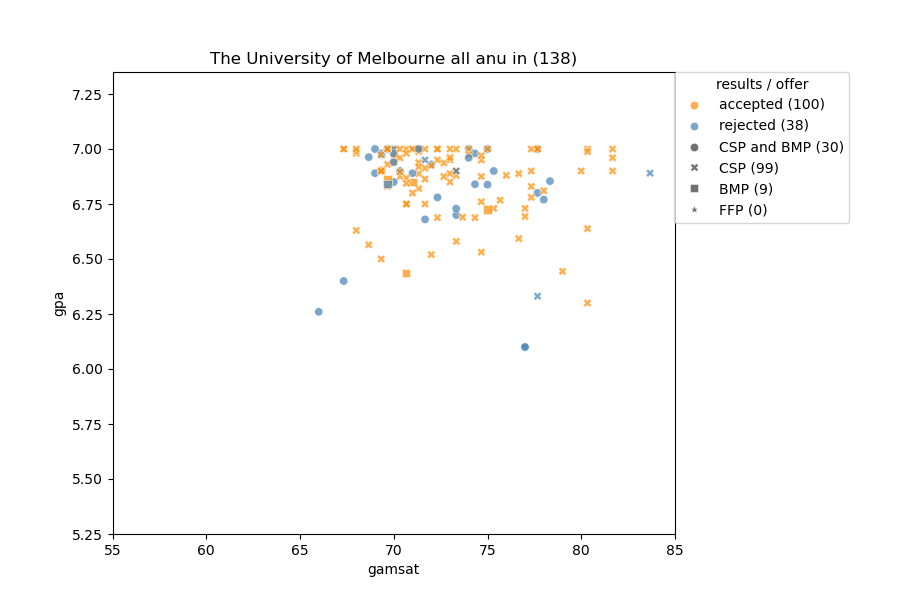 The University of Melbourne all anu in (138)
results / offer
accepted (100)
rejected (38)
CSP and BMP (30)
CSP (99)
BMP (9)
FFP (0)
gpa
7.25
7.00
6.75
6.50
6.25
6.00
5.75
5.50
5.25
55 60 65 70 75 80 85
gamsat